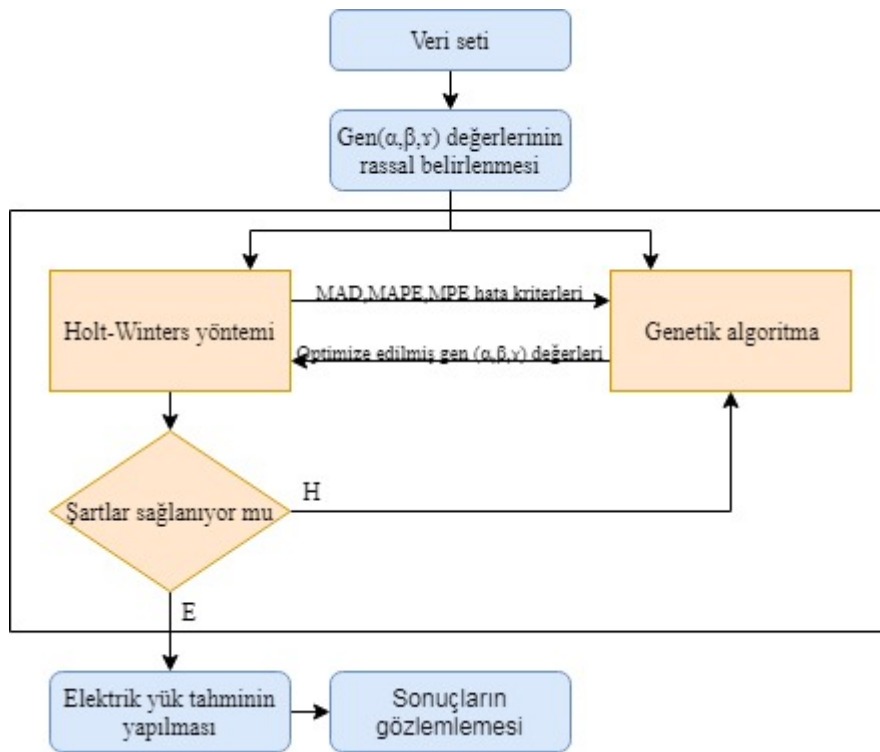 Veri seti
Gen(α,β,ɤ) değerlerinin
rassal belirlenmesi
MAD,MAPE,MPE hata kriterleri
Holt-Winters yöntemi
Genetik algoritma
Optimize edilmiş gen (α,β,ɤ) değerleri
Şartlar sağlanıyor mu
H
E
Elektrik yük tahminin
yapılması
Sonuçların
gözlemlemesi